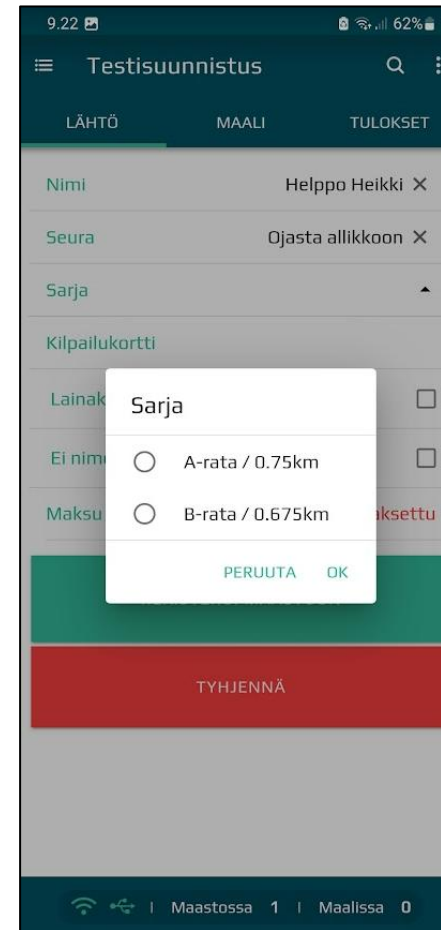 9.22 62%
Testisuunnistus
LÄHTÖ MAALI TULOKSET
Nimi Helppo Heikki
Seura Ojasta allikkoon
Sarja
Kilpailukortti
Sarja
A-rata / 0.75km
B-rata / 0.675km
PERUUTA OK
Maksu
TYHJENNÄ
Maastossa 1 | Maalissa 0